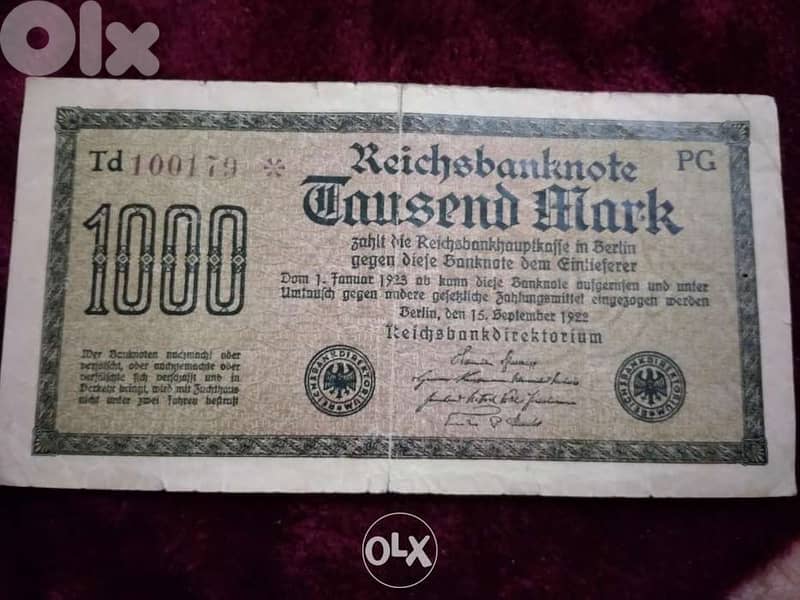 OLX
Reichsbanknote
Td 100179 * PG
Tausend Mark
1000
zahlt die Reichsbankhauptkasse in Berlin
gegen diese Banknote dem Einlieferer
Dom 1. Januar 1923 ab kann diese Banknote aufgerufen und unter
Umtausch gegen andere gesetzliche Zahlungsmittel eingezogen werden
Berlin, den 15. September 1922
Reichsbankdirektorium
Wer Banknoten nachmacht oder
verfälscht, oder nachgemachte oder
verfälschte sich verschafft und in
Verkehr bringt, wird mit Zuchthaus
nicht unter zwei Jahren bestraft
REICHSBANKDIREKTORIUM
REICHSBANKDIREKTORIUM
OLX